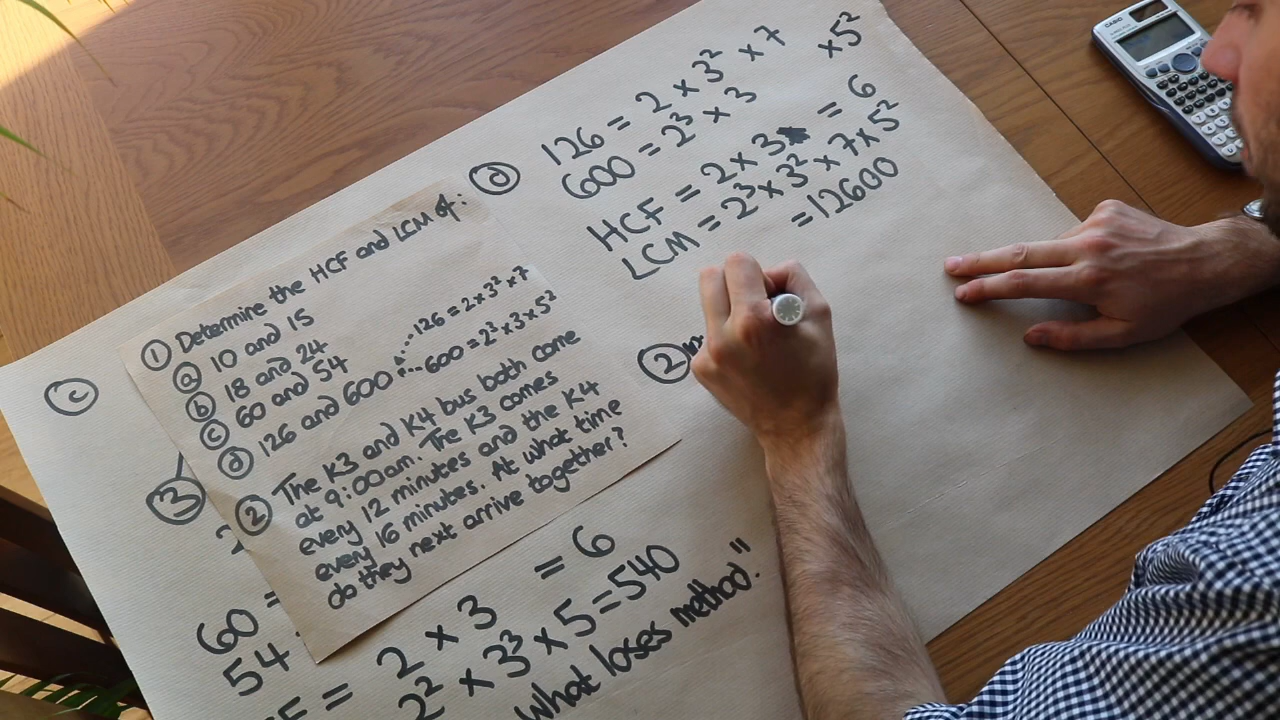 ① Determine the HCF and LCM of:
ⓐ 10 and 15
ⓑ 18 and 24
ⓒ 60 and 54
ⓓ 126 and 600
126 = 2 × 3² × 7
600 = 2³ × 3 × 5²
② The K3 and K4 bus both come
at 9:00am. The K3 comes
every 12 minutes and the K4
every 16 minutes. At what time
do they next arrive together?
ⓓ
126 = 2 × 3² × 7
600 = 2³ × 3 × 5²
HCF = 2 × 3 = 6
LCM = 2³ × 3² × 7 × 5²
= 12600
②
ⓒ
③
2
60 =
54
= 2 × 3 = 6
2² × 3³ × 5 = 540
What loses method."
CASIO